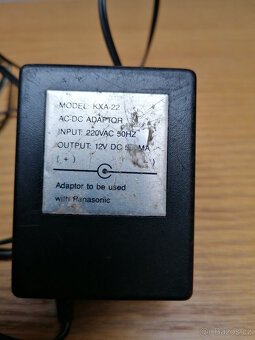 MODEL: KXA-22
AC-DC ADAPTOR
INPUT: 220VAC 50HZ
OUTPUT: 12V DC MA
(+)
Adaptor to be used
with Panasonic